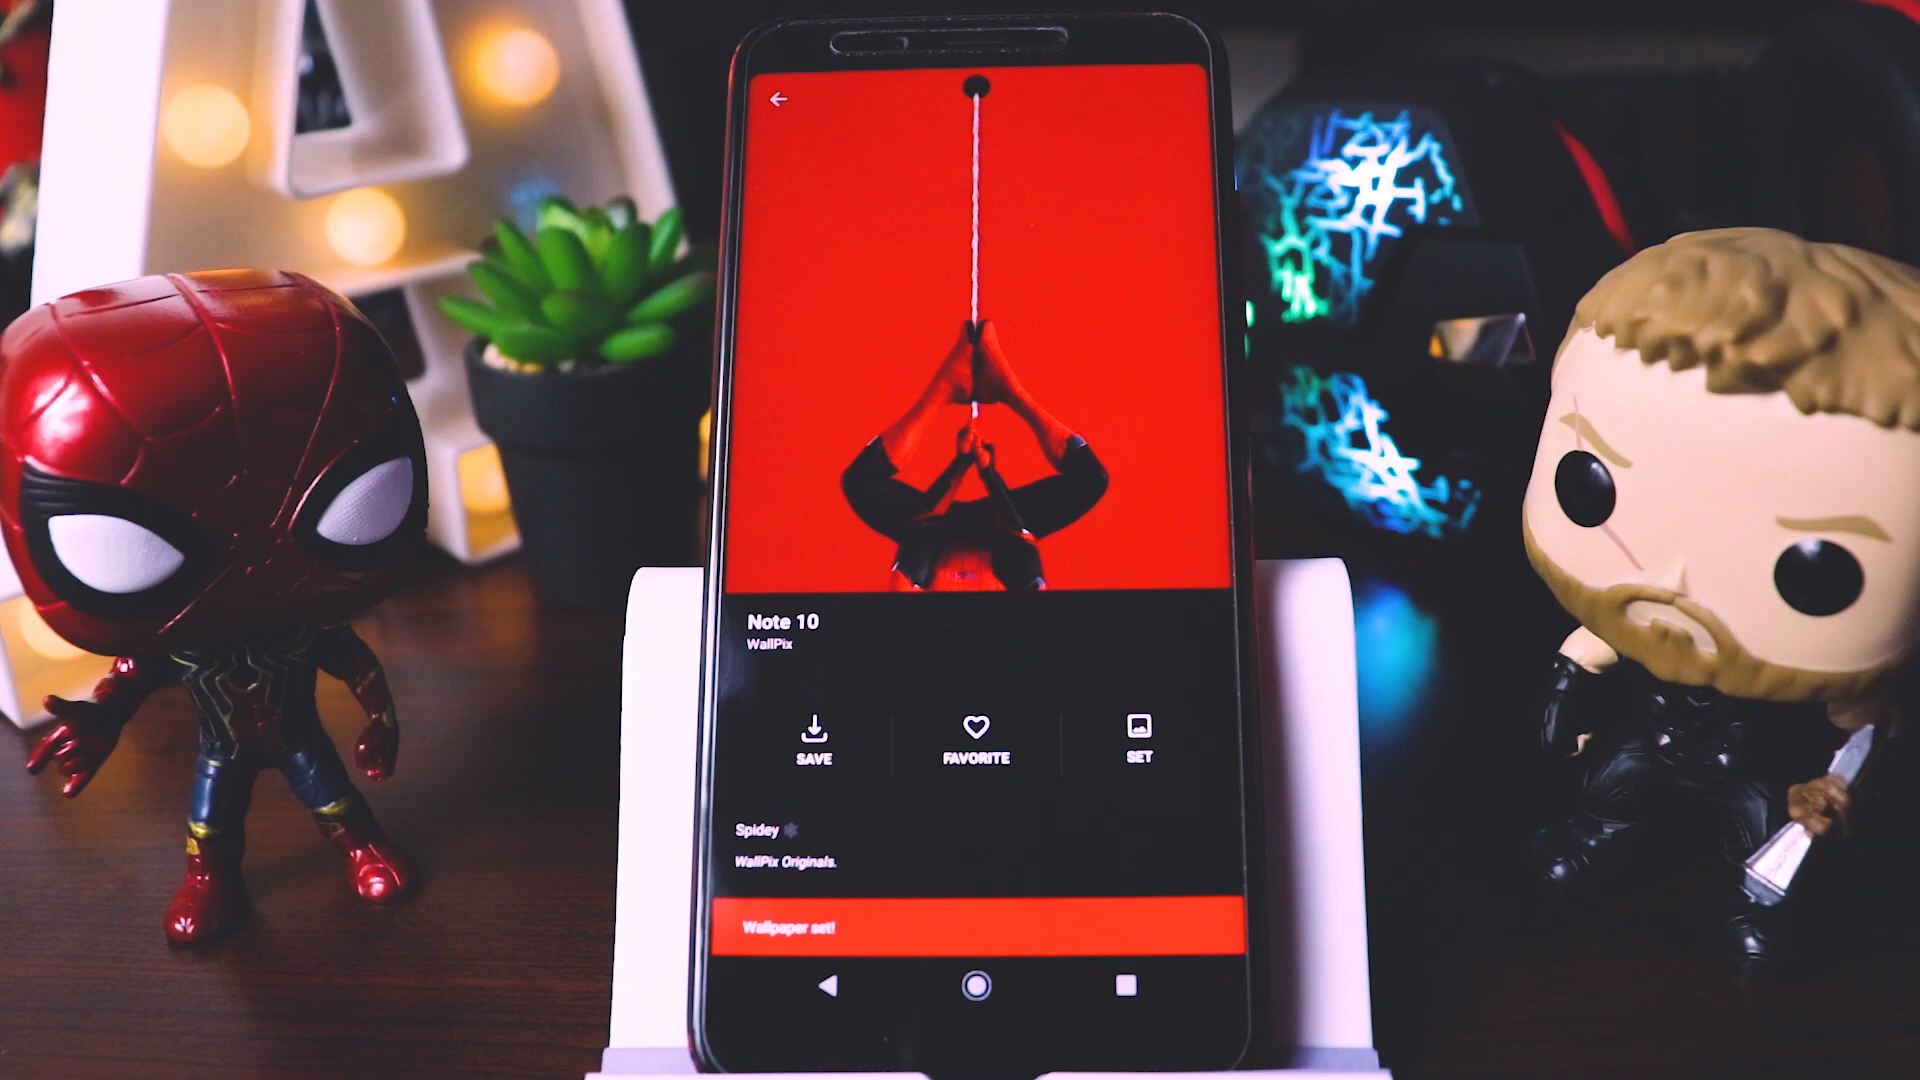 Note 10
WallPix
SAVE
FAVORITE
SET
Spidey
WallPix Originals.
Wallpaper set!